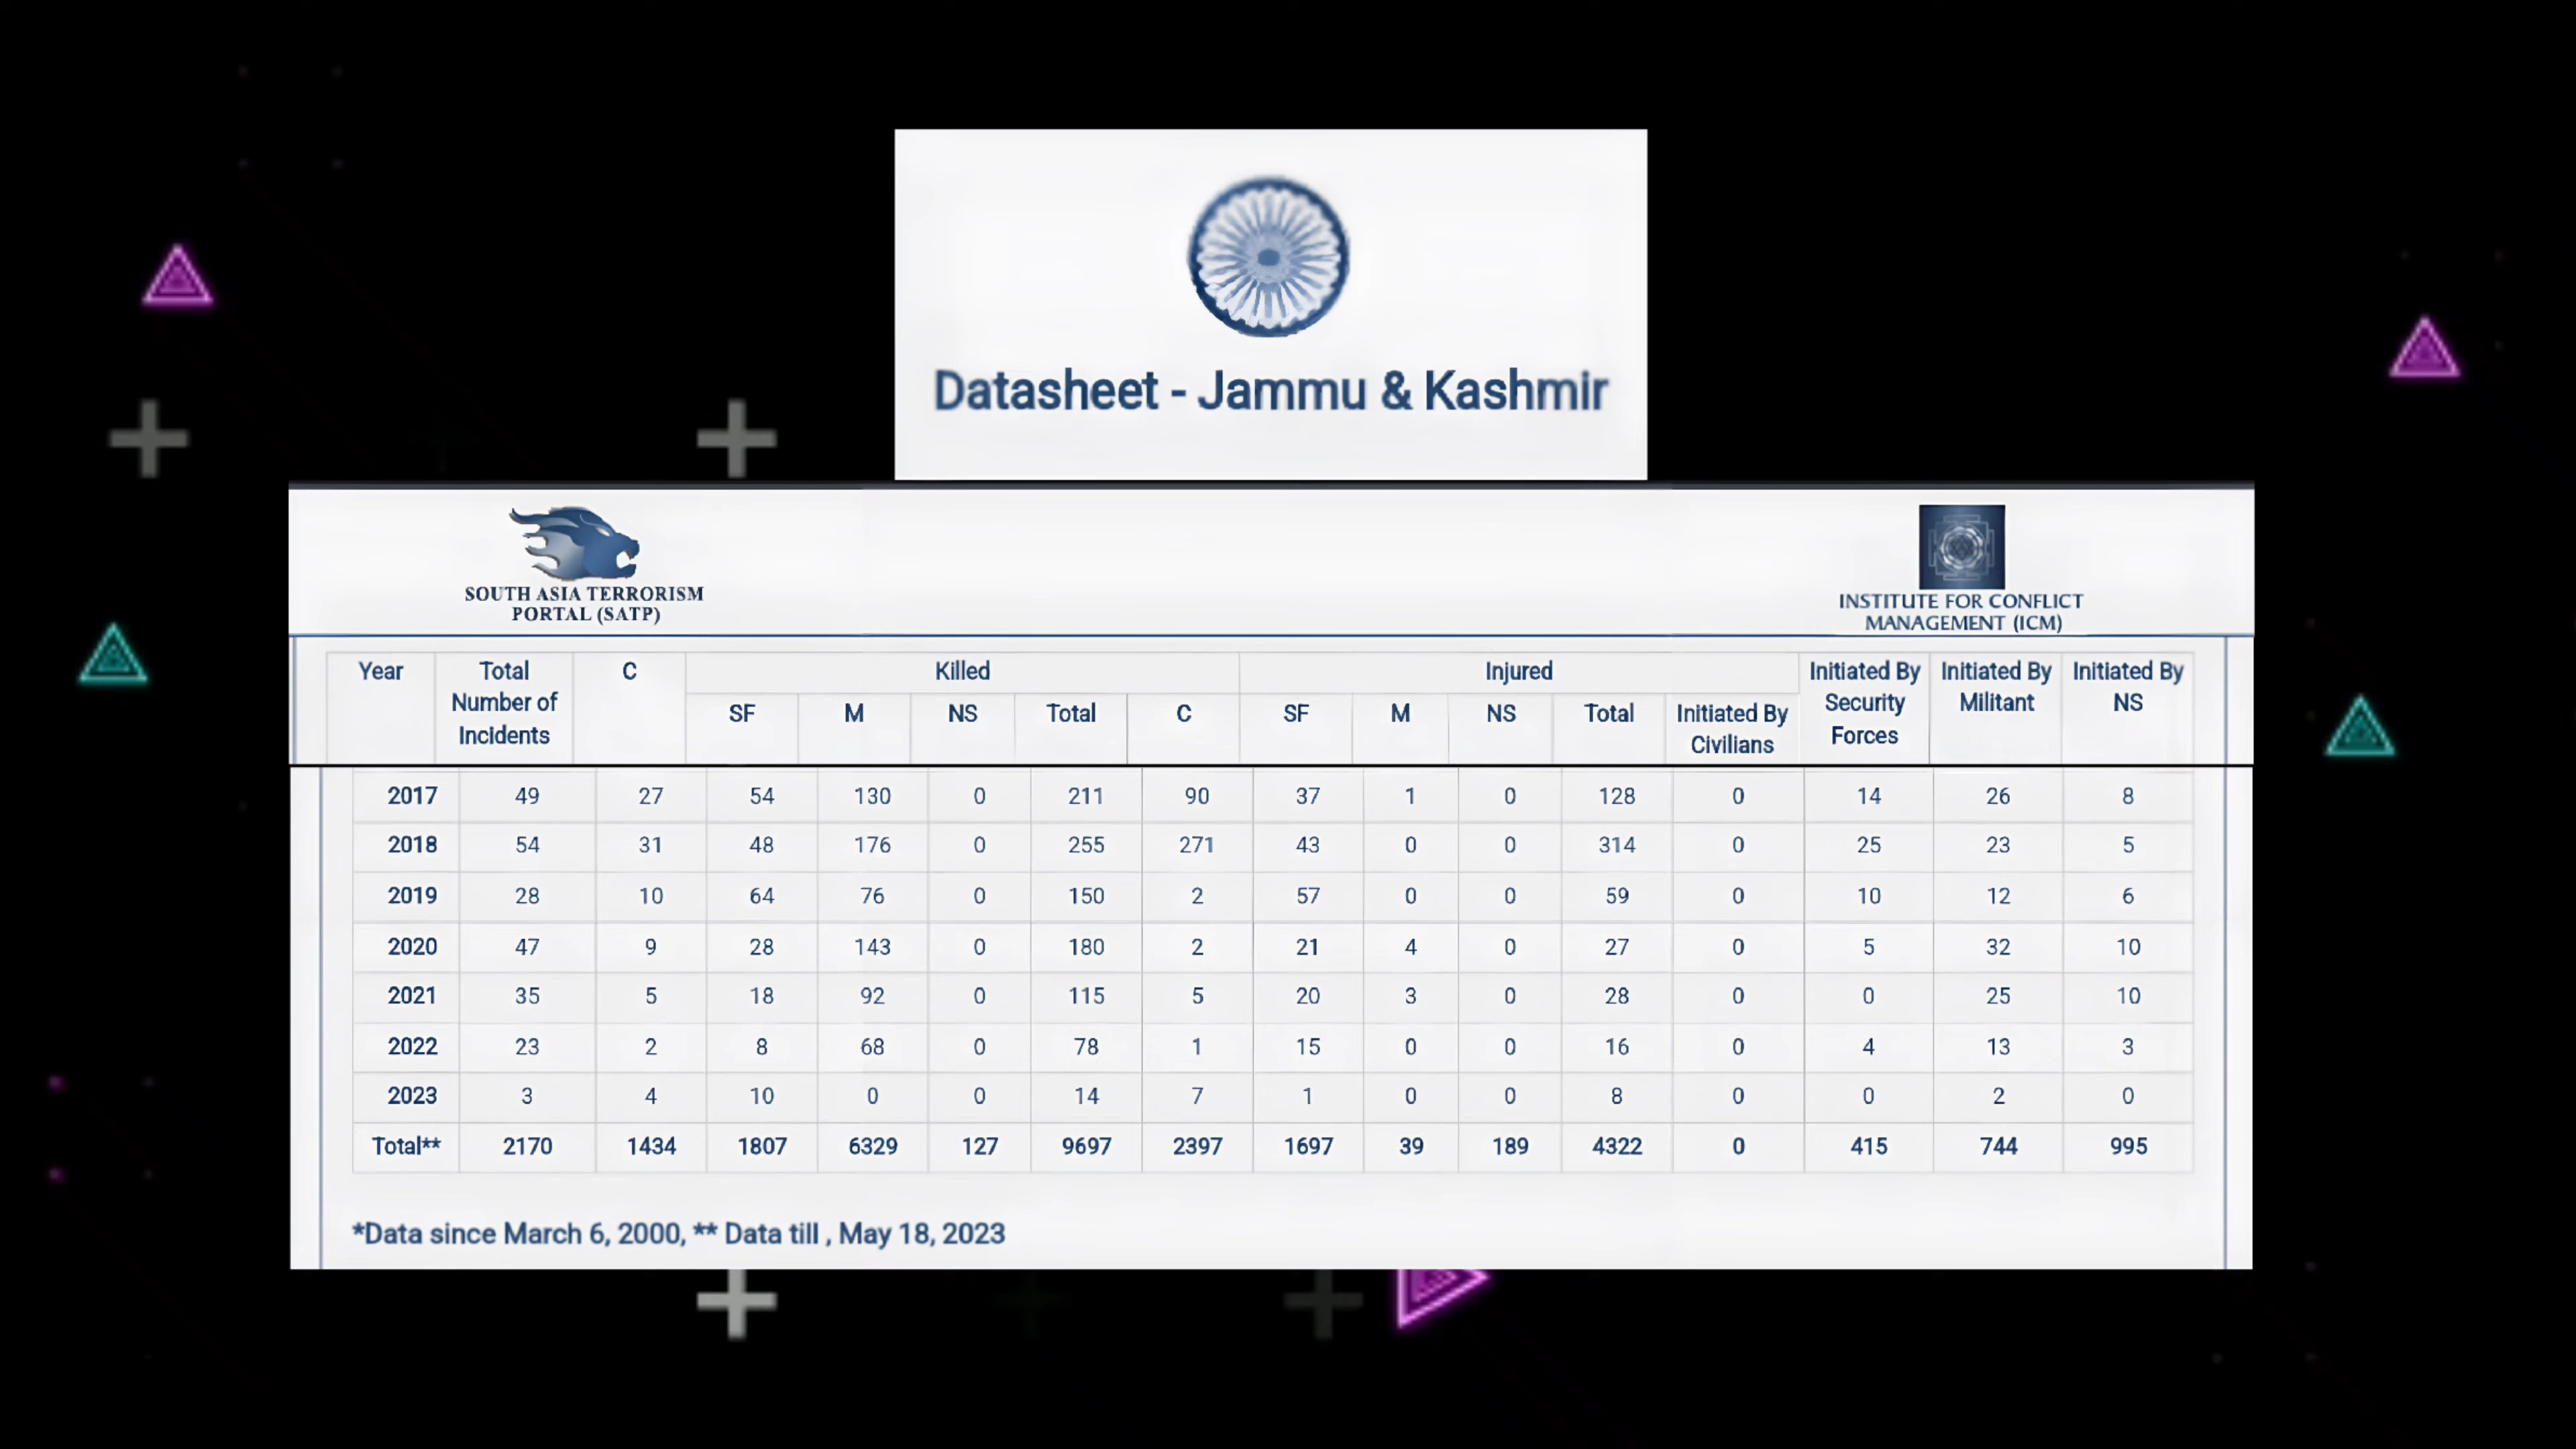 Datasheet - Jammu & Kashmir
SOUTH ASIA TERRORISM
PORTAL (SATP)
INSTITUTE FOR CONFLICT
MANAGEMENT (ICM)
Year Total Number of Incidents C Killed Injured Initiated By Security Forces Initiated By Militant Initiated By NS
SF M NS Total C SF M NS Total Initiated By Civilians
2017 49 27 54 130 0 211 90 37 1 0 128 0 14 26 8
2018 54 31 48 176 0 255 271 43 0 0 314 0 25 23 5
2019 28 10 64 76 0 150 2 57 0 0 59 0 10 12 6
2020 47 9 28 143 0 180 2 21 4 0 27 0 5 32 10
2021 35 5 18 92 0 115 5 20 3 0 28 0 0 25 10
2022 23 2 8 68 0 78 1 15 0 0 16 0 4 13 3
2023 3 4 10 0 0 14 7 1 0 0 8 0 0 2 0
Total** 2170 1434 1807 6329 127 9697 2397 1697 39 189 4322 0 415 744 995
*Data since March 6, 2000, ** Data till , May 18, 2023